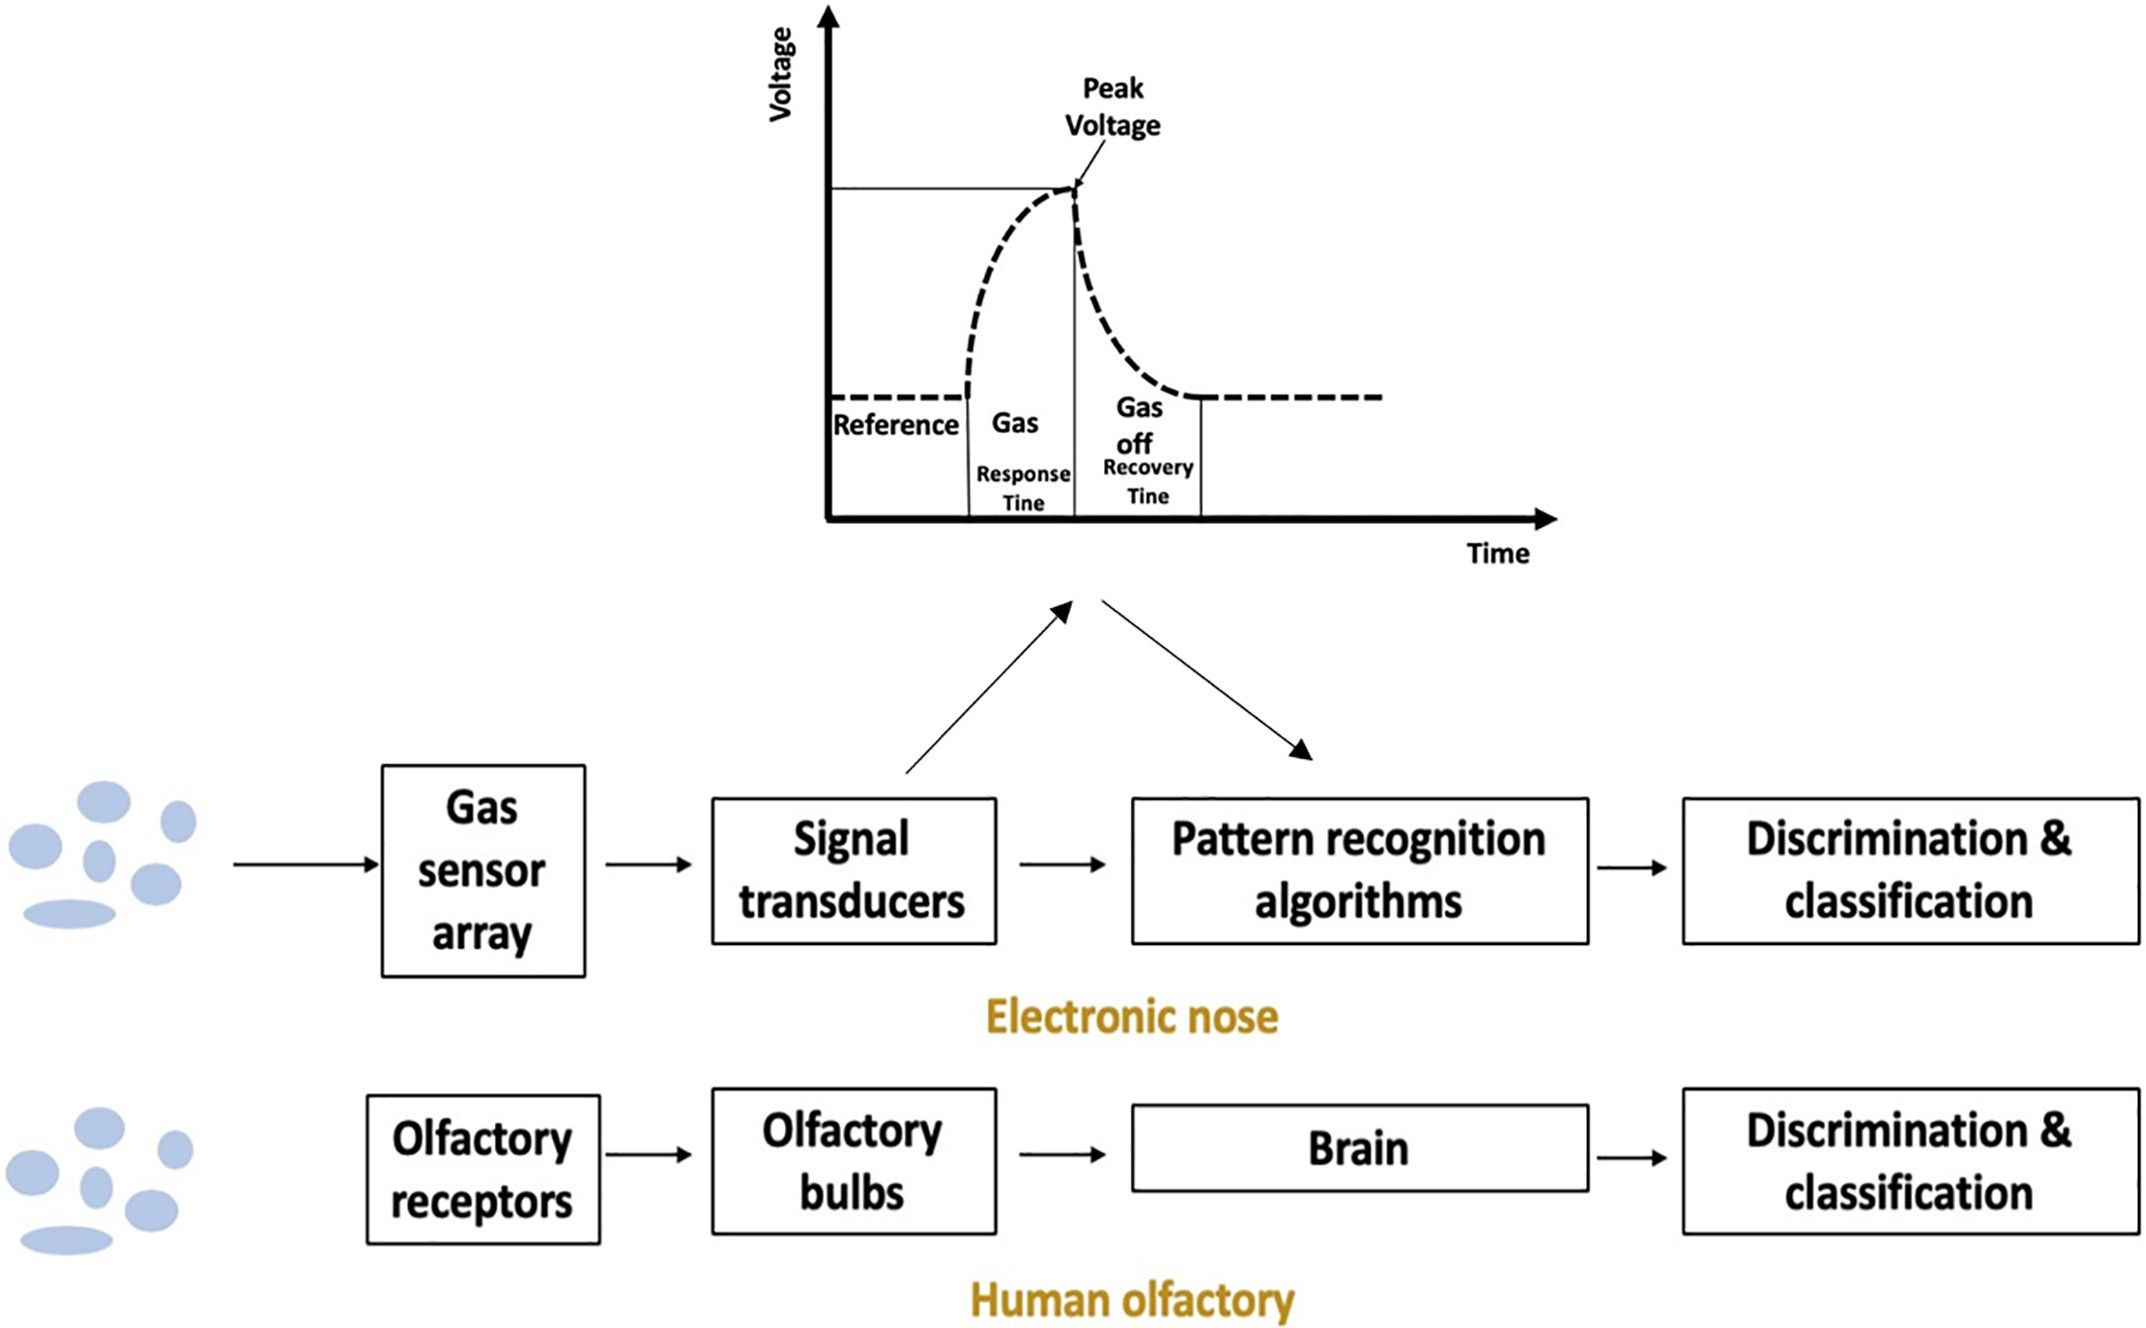 Voltage
Peak
Voltage
Reference
Gas
Response
Tine
Gas
off
Recovery
Tine
Time
Gas
sensor
array
Signal
transducers
Pattern recognition
algorithms
Discrimination &
classification
Electronic nose
Olfactory
receptors
Olfactory
bulbs
Brain
Discrimination &
classification
Human olfactory